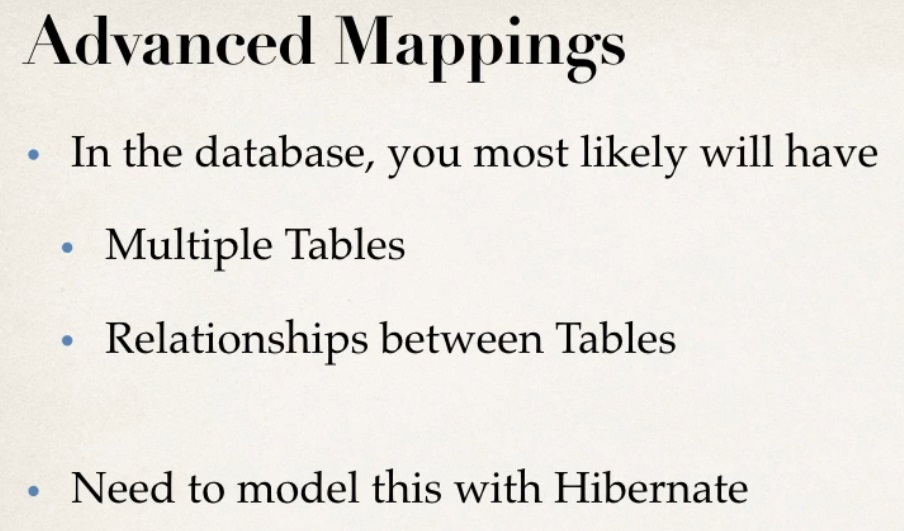 Advanced Mappings
• In the database, you most likely will have
• Multiple Tables
• Relationships between Tables
• Need to model this with Hibernate